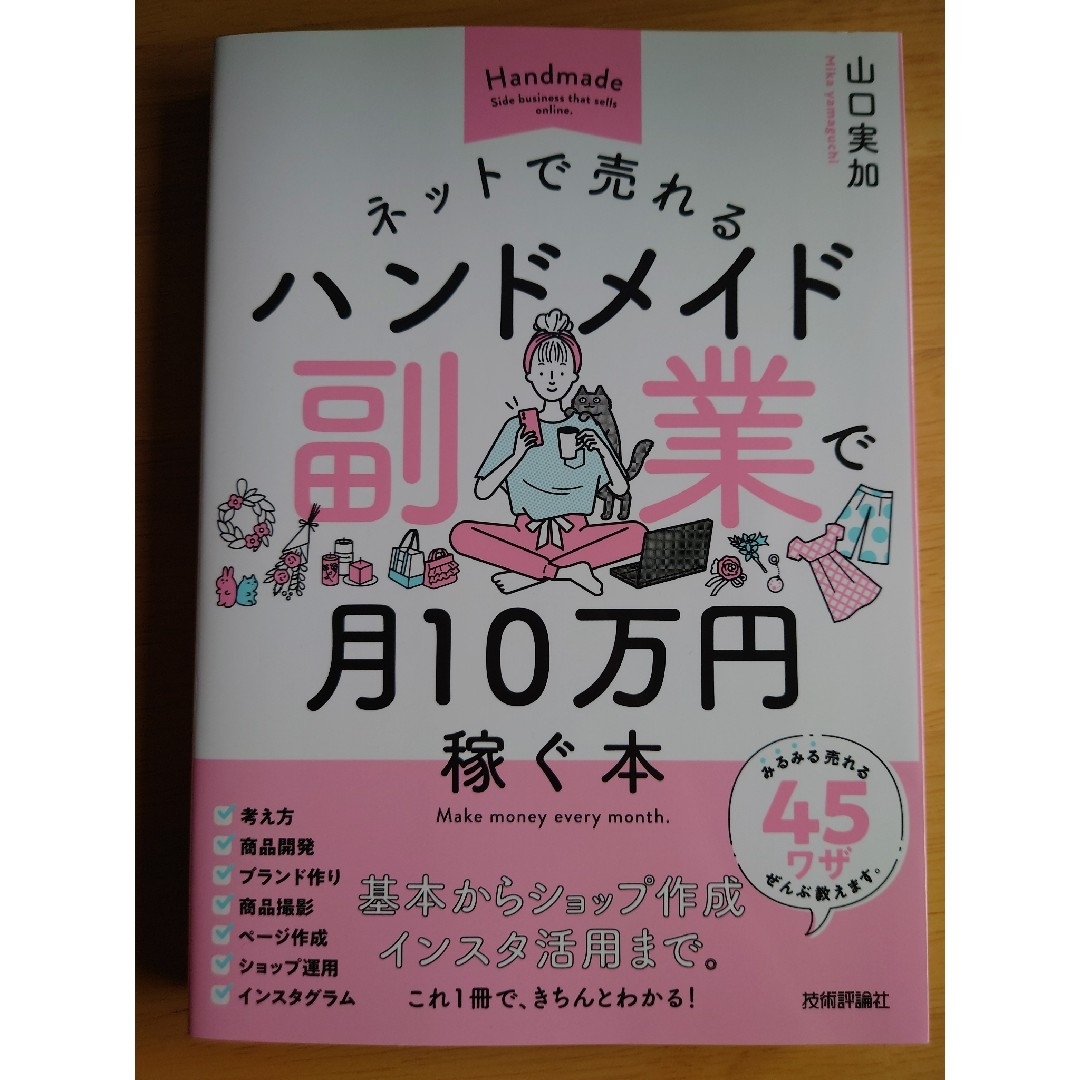 Handmade
Side business that sells
online.
山口実加
Mika yamaguchi
ネットで売れる
ハンドメイド
副業で
月10万円
稼ぐ本
Make money every month.
みるみる売れる
45
ワザ
ぜんぶ教えます。
考え方
商品開発
ブランド作り
商品撮影
ページ作成
ショップ運用
インスタグラム
基本からショップ作成
インスタ活用まで。
これ1冊で、きちんとわかる!
技術評論社